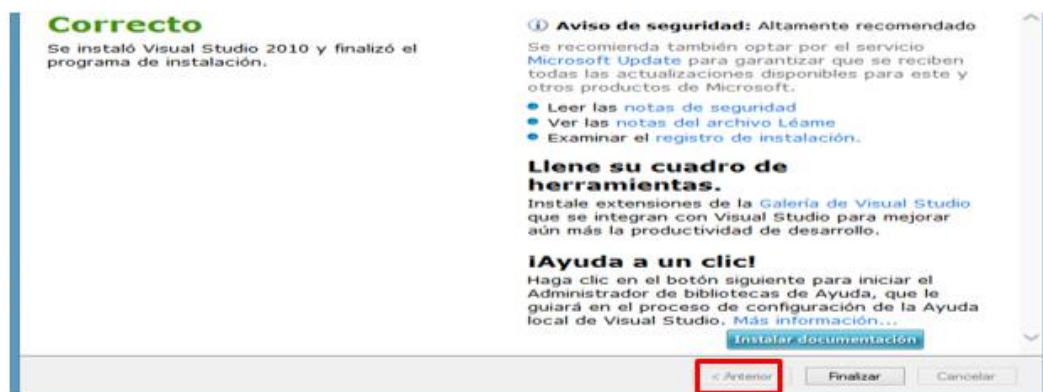 Correcto
Se instaló Visual Studio 2010 y finalizó el
programa de instalación.
Aviso de seguridad: Altamente recomendado
Se recomienda también optar por el servicio
Microsoft Update para garantizar que se reciben
todas las actualizaciones disponibles para este y
otros productos de Microsoft.
Leer las notas de seguridad
Ver las notas del archivo Léame
Examinar el registro de instalación.
Llene su cuadro de
herramientas.
Instale extensiones de la Galería de Visual Studio
que se integran con Visual Studio para mejorar
aún más la productividad de desarrollo.
¡Ayuda a un clic!
Haga clic en el botón siguiente para iniciar el
Administrador de bibliotecas de Ayuda, que le
guiará en el proceso de configuración de la Ayuda
local de Visual Studio. Más información...
Instalar documentación
< Anterior Finalizar Cancelar